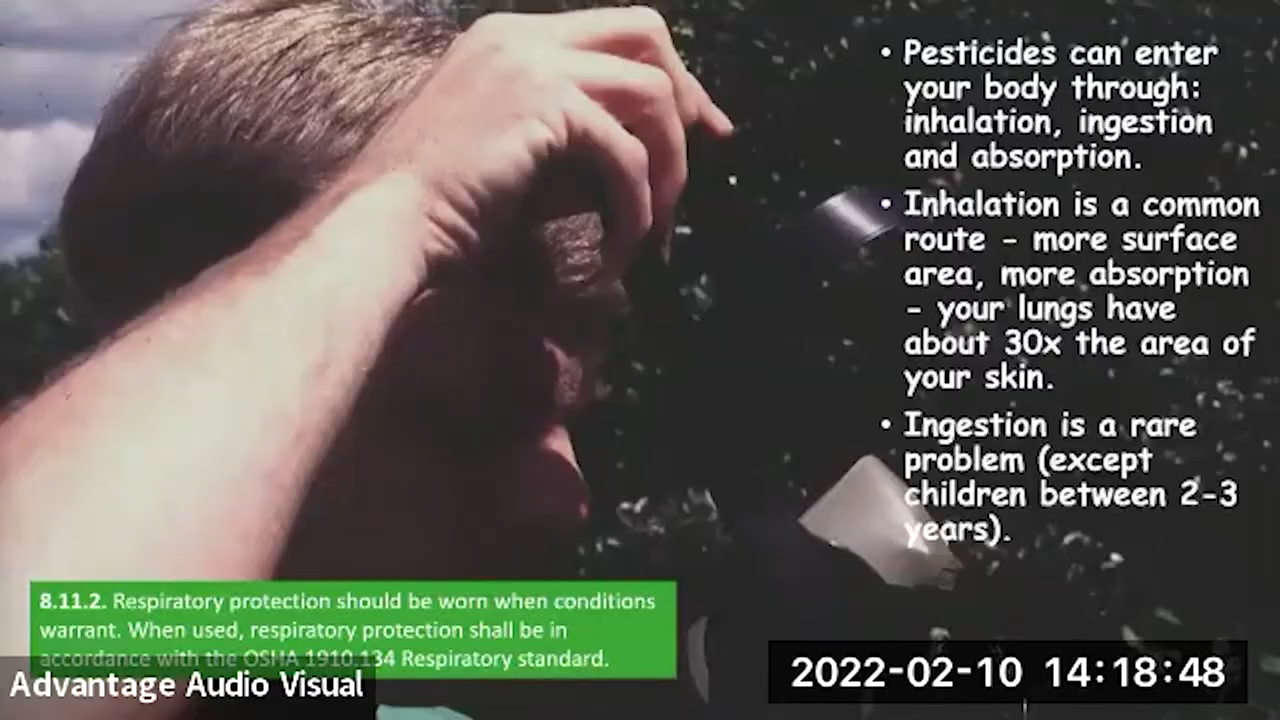 • Pesticides can enter
your body through:
inhalation, ingestion
and absorption.
• Inhalation is a common
route - more surface
area, more absorption
- your lungs have
about 30x the area of
your skin.
• Ingestion is a rare
problem (except
children between 2-3
years).
8.11.2. Respiratory protection should be worn when conditions
warrant. When used, respiratory protection shall be in
accordance with the OSHA 1910.134 Respiratory standard.
Advantage Audio Visual
2022-02-10 14:18:48